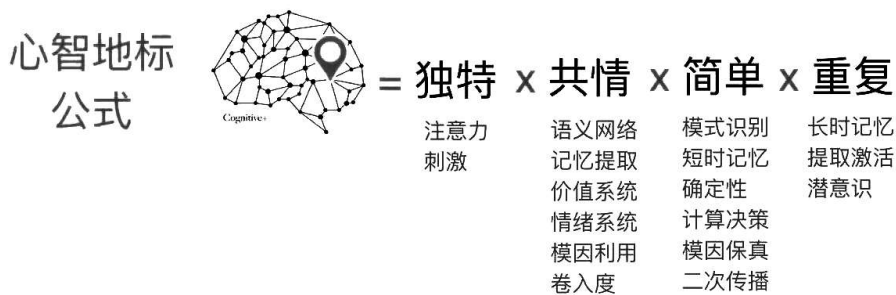 心智地标
公式
Cognitive+
= 独特 x 共情 x 简单 x 重复
注意力
刺激
语义网络
记忆提取
价值系统
情绪系统
模因利用
卷入度
模式识别
短时记忆
确定性
计算决策
模因保真
二次传播
长时记忆
提取激活
潜意识